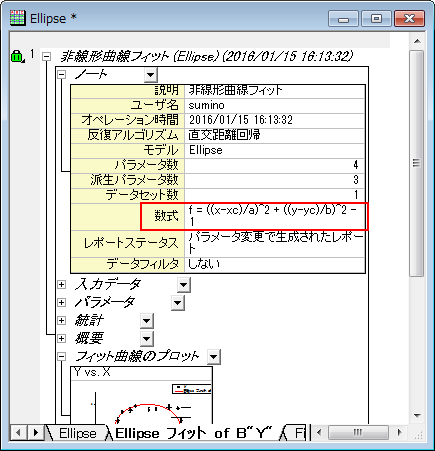 Ellipse *
1
非線形曲線フィット (Ellipse) (2016/01/15 16:13:32)
ノート
説明 非線形曲線フィット
ユーザ名 sumino
オペレーション時間 2016/01/15 16:13:32
反復アルゴリズム 直交距離回帰
モデル Ellipse
パラメータ数 4
派生パラメータ数 3
データセット数 1
数式 f = ((x-xc)/a)^2 + ((y-yc)/b)^2 -
1
レポートステータス パラメータ変更で生成されたレポー
ト
データフィルタ しない
入力データ
パラメータ
統計
概要
フィット曲線のプロット
Y vs. X
Ellipse Ellipse フィット of B"Y" Fi